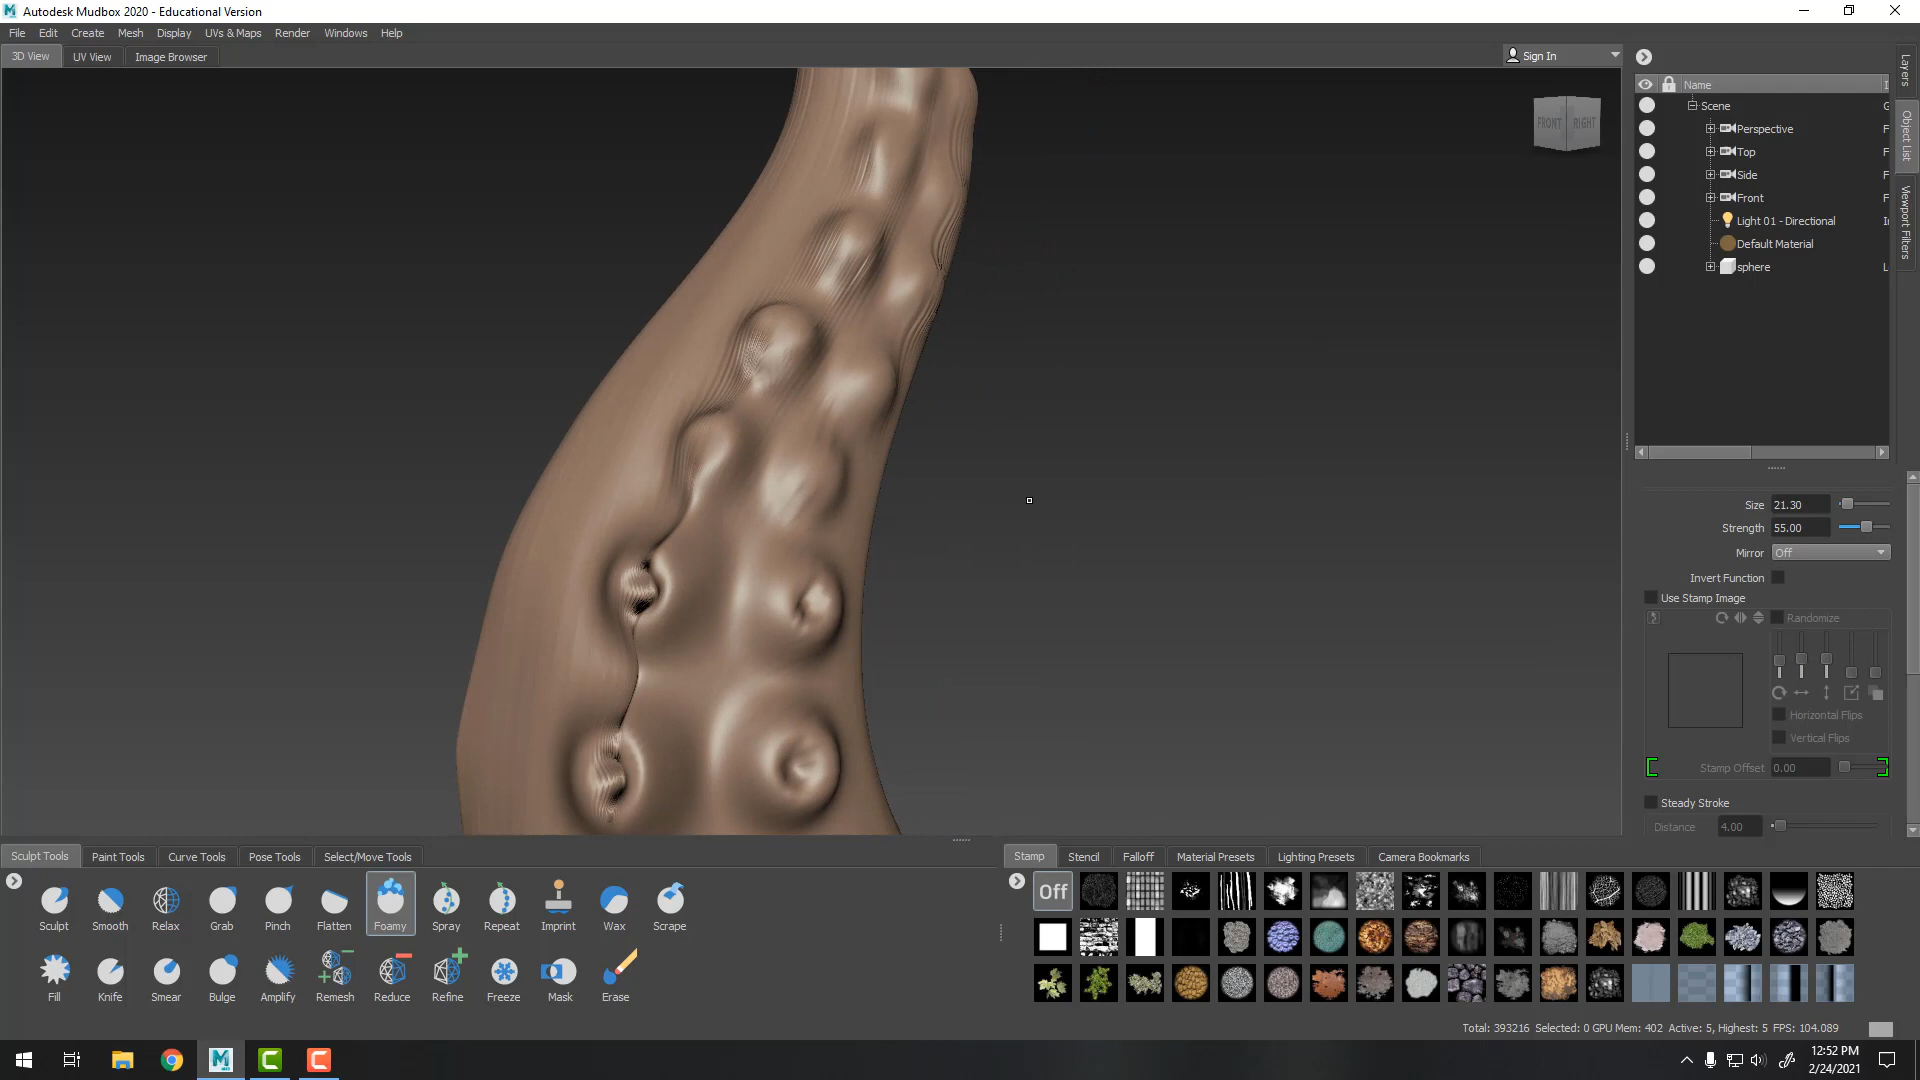 Autodesk Mudbox 2020 - Educational Version
File Edit Create Mesh Display UVs & Maps Render Windows Help
3D View UV View Image Browser
Sign In
FRONT RIGHT
Name
Scene
Perspective F
Top F
Side F
Front F
Light 01 - Directional
Default Material
sphere L
Layers
Object List
Viewport Filters
Size 21.30
Strength 55.00
Mirror Off
Invert Function
Use Stamp Image
Randomize
Horizontal Flips
Vertical Flips
Stamp Offset 0.00
Steady Stroke
Distance 4.00
Sculpt Tools Paint Tools Curve Tools Pose Tools Select/Move Tools
Sculpt Smooth Relax Grab Pinch Flatten Foamy Spray Repeat Imprint Wax Scrape
Fill Knife Smear Bulge Amplify Remesh Reduce Refine Freeze Mask Erase
Stamp Stencil Falloff Material Presets Lighting Presets Camera Bookmarks
Off
Total: 393216 Selected: 0 GPU Mem: 402 Active: 5, Highest: 5 FPS: 104.089
12:52 PM
2/24/2021